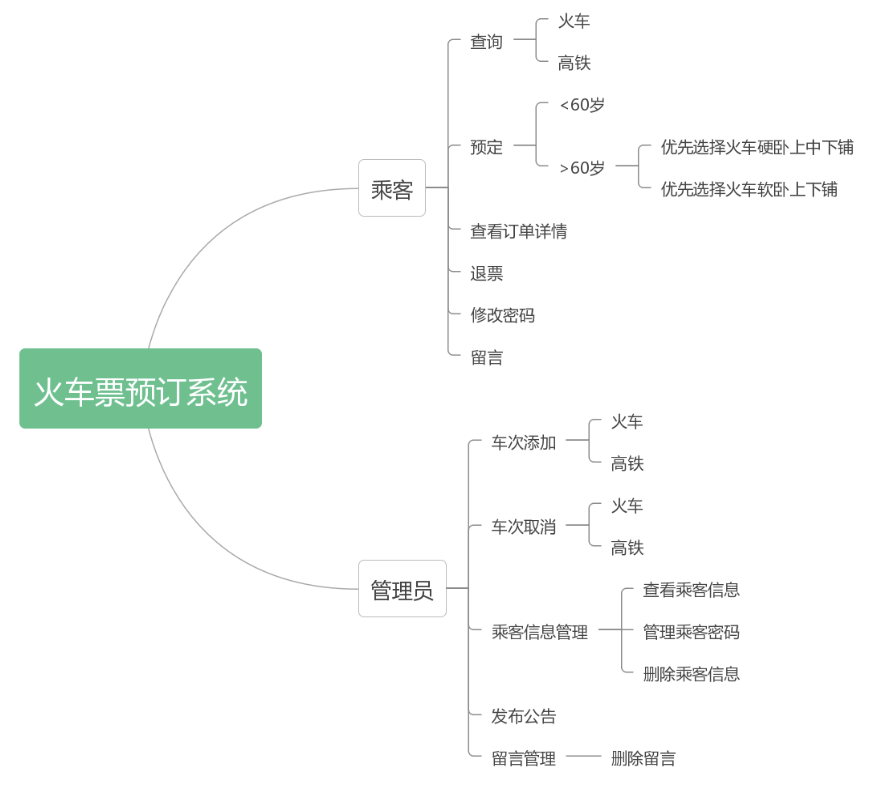 火车票预订系统
乘客
查询
火车
高铁
预定
<60岁
>60岁
优先选择火车硬卧上中下铺
优先选择火车软卧上下铺
查看订单详情
退票
修改密码
留言
管理员
车次添加
火车
高铁
车次取消
火车
高铁
乘客信息管理
查看乘客信息
管理乘客密码
删除乘客信息
发布公告
留言管理
删除留言